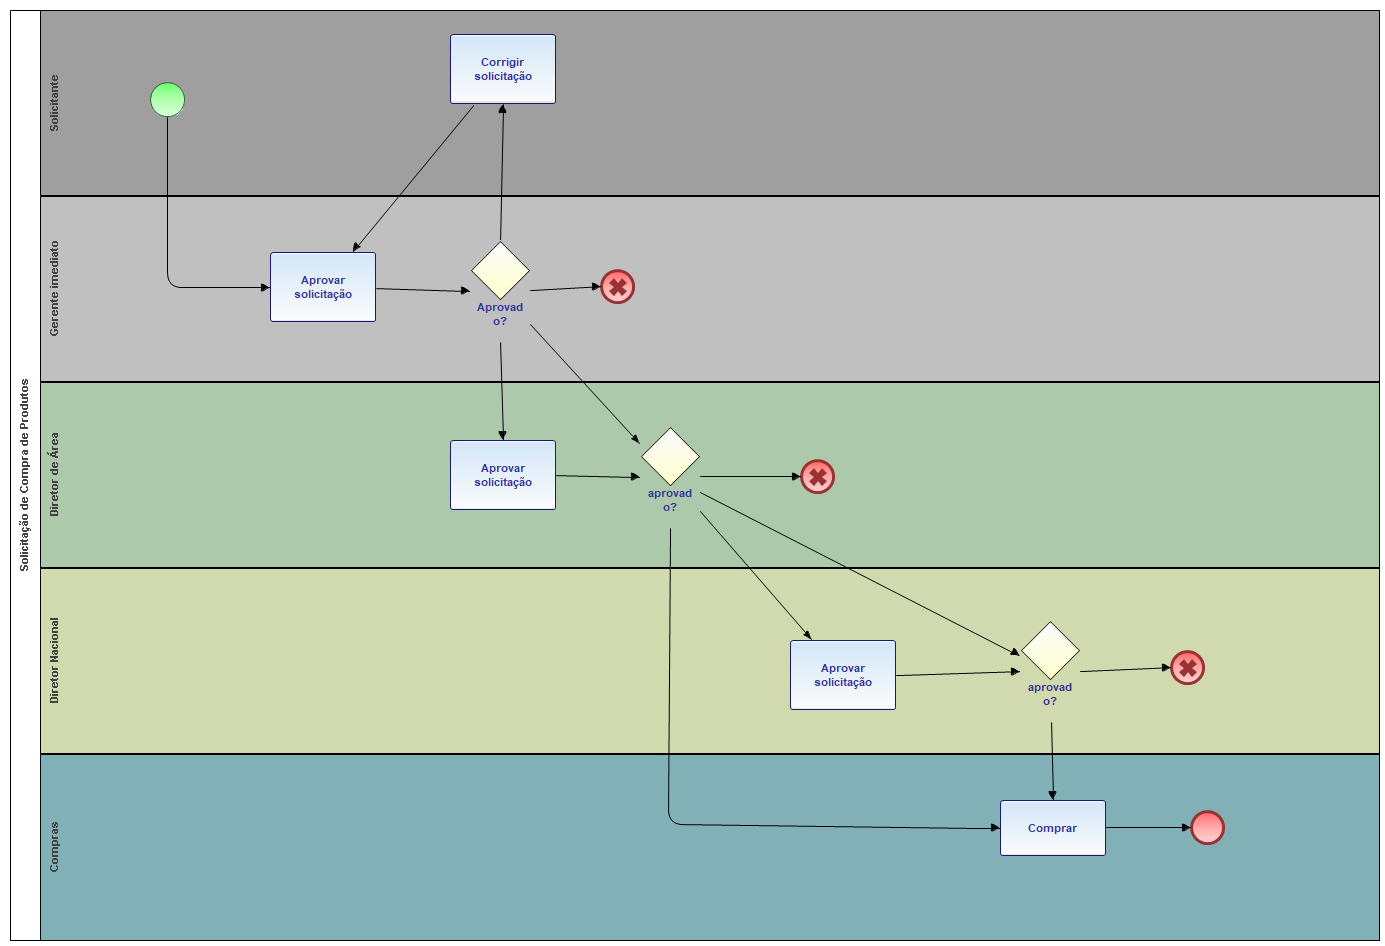 Solicitação de Compra de Produtos
Solicitante
Corrigir
solicitação
Gerente imediato
Aprovar
solicitação
Aprovad
o?
Diretor de Área
Aprovar
solicitação
aprovad
o?
Diretor Nacional
Aprovar
solicitação
aprovad
o?
Compras
Comprar